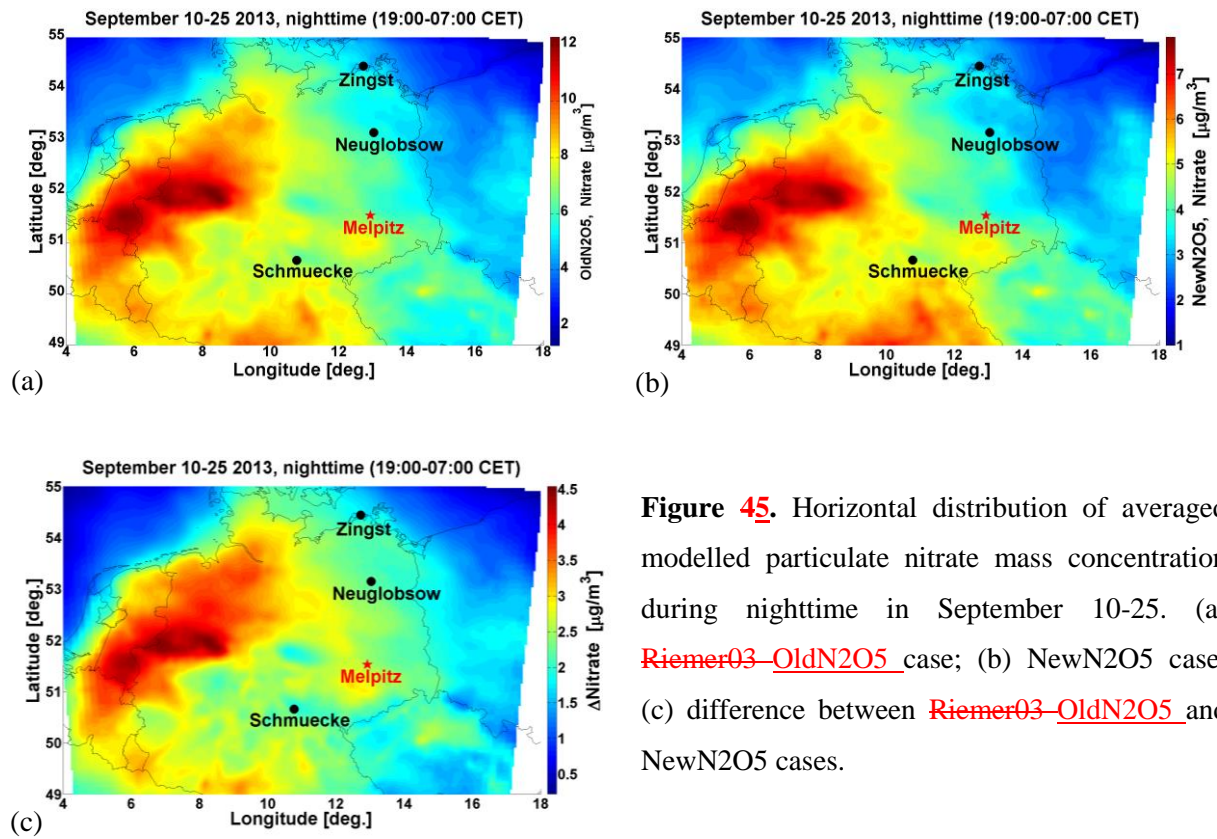 September 10-25 2013, nighttime (19:00-07:00 CET)
55
54
53
52
51
50
49
Latitude [deg.]
4 6 8 10 12 14 16 18
Longitude [deg.]
Zingst
Neuglobsow
Melpitz
Schmuecke
12
10
8
6
4
2
OldN2O5, Nitrate [µg/m³]
(a)
September 10-25 2013, nighttime (19:00-07:00 CET)
55
54
53
52
51
50
49
Latitude [deg.]
4 6 8 10 12 14 16 18
Longitude [deg.]
Zingst
Neuglobsow
Melpitz
Schmuecke
7
6
5
4
3
2
1
NewN2O5, Nitrate [µg/m³]
(b)
September 10-25 2013, nighttime (19:00-07:00 CET)
55
54
53
52
51
50
49
Latitude [deg.]
4 6 8 10 12 14 16 18
Longitude [deg.]
Zingst
Neuglobsow
Melpitz
Schmuecke
4.5
4
3.5
3
2.5
2
1.5
1
0.5
ΔNitrate [µg/m³]
(c)
Figure 45. Horizontal distribution of averaged
modelled particulate nitrate mass concentration
during nighttime in September 10-25. (a
Riemer03 OldN2O5 case; (b) NewN2O5 case
(c) difference between Riemer03 OldN2O5 and
NewN2O5 cases.